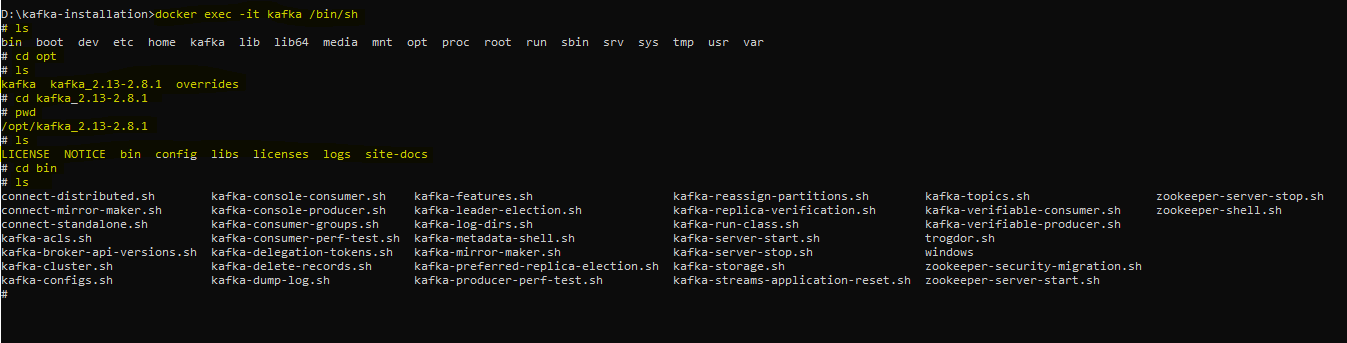 D:\kafka-installation>docker exec -it kafka /bin/sh
# ls
bin boot dev etc home kafka lib lib64 media mnt opt proc root run sbin srv sys tmp usr var
# cd opt
# ls
kafka kafka_2.13-2.8.1 overrides
# cd kafka_2.13-2.8.1
# pwd
/opt/kafka_2.13-2.8.1
# ls
LICENSE NOTICE bin config libs licenses logs site-docs
# cd bin
# ls
connect-distributed.sh kafka-console-consumer.sh kafka-features.sh kafka-reassign-partitions.sh kafka-topics.sh zookeeper-server-stop.sh
connect-mirror-maker.sh kafka-console-producer.sh kafka-leader-election.sh kafka-replica-verification.sh kafka-verifiable-consumer.sh zookeeper-shell.sh
connect-standalone.sh kafka-consumer-groups.sh kafka-log-dirs.sh kafka-run-class.sh kafka-verifiable-producer.sh
kafka-acls.sh kafka-consumer-perf-test.sh kafka-metadata-shell.sh kafka-server-start.sh trogdor.sh
kafka-broker-api-versions.sh kafka-delegation-tokens.sh kafka-mirror-maker.sh kafka-server-stop.sh windows
kafka-cluster.sh kafka-delete-records.sh kafka-preferred-replica-election.sh kafka-storage.sh zookeeper-security-migration.sh
kafka-configs.sh kafka-dump-log.sh kafka-producer-perf-test.sh kafka-streams-application-reset.sh zookeeper-server-start.sh
#